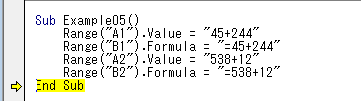 Sub Example05()
Range("A1").Value = "45+244"
Range("B1").Formula = "=45+244"
Range("A2").Value = "538+12"
Range("B2").Formula = "=538+12"
End Sub